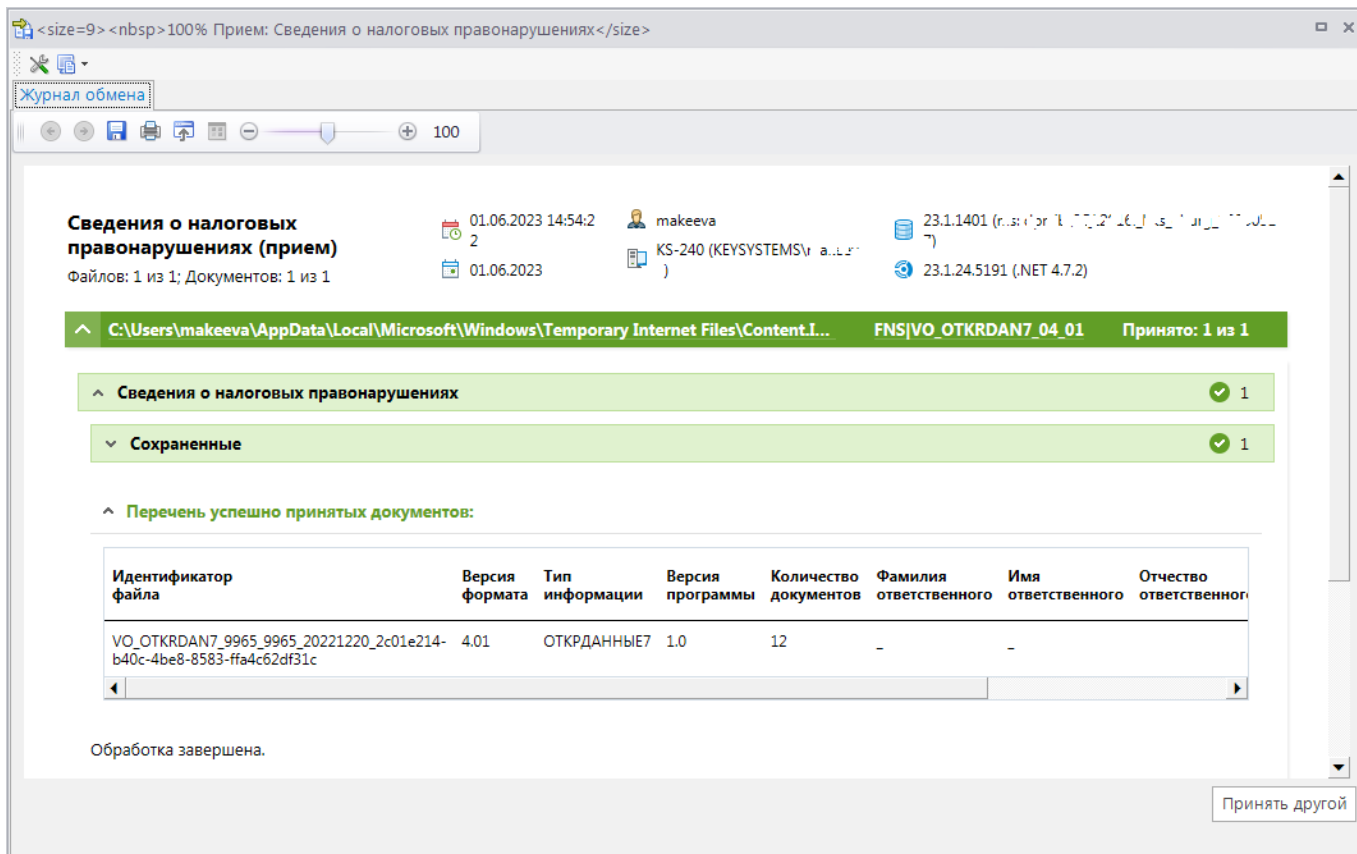 <size=9><nbsp>100% Прием: Сведения о налоговых правонарушениях</size>
Журнал обмена
100
Сведения о налоговых
правонарушениях (прием)
Файлов: 1 из 1; Документов: 1 из 1
01.06.2023 14:54:2
2
01.06.2023
makeeva
KS-240 (KEYSYSTEMS\
)
23.1.1401
7)
23.1.24.5191 (.NET 4.7.2)
C:\Users\makeeva\AppData\Local\Microsoft\Windows\Temporary Internet Files\Content.I... FNS|VO_OTKRDAN7_04_01 Принято: 1 из 1
Сведения о налоговых правонарушениях 1
Сохраненные 1
Перечень успешно принятых документов:
Идентификатор Версия Тип Версия Количество Фамилия Имя Отчество
файла формата информации программы документов ответственного ответственного ответственног
VO_OTKRDAN7_9965_9965_20221220_2c01e214- 4.01 ОТКРДАННЫЕ7 1.0 12 _ _
b40c-4be8-8583-ffa4c62df31c
Обработка завершена.
Принять другой